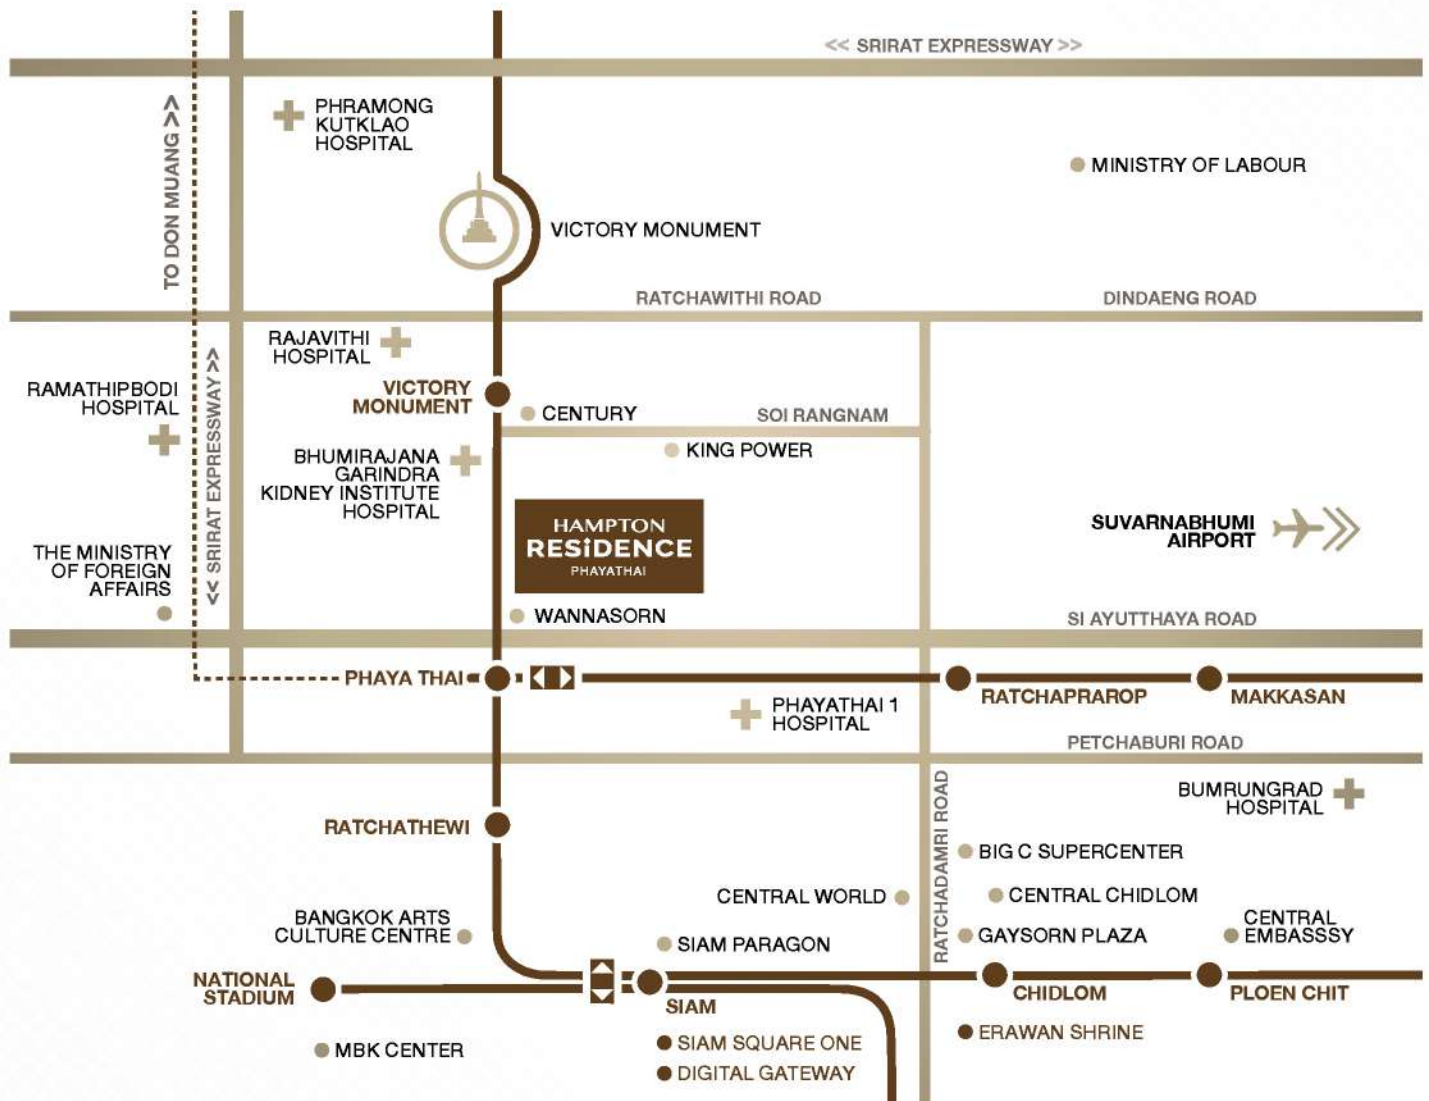 << SRIRAT EXPRESSWAY >>
TO DON MUANG >>
PHRAMONG
KUTKLAO
HOSPITAL
MINISTRY OF LABOUR
VICTORY MONUMENT
RATCHAWITHI ROAD
DINDAENG ROAD
RAJAVITHI
HOSPITAL
<< SRIRAT EXPRESSWAY >>
RAMATHIPBODI
HOSPITAL
VICTORY
MONUMENT
CENTURY
SOI RANGNAM
KING POWER
BHUMIRAJANA
GARINDRA
KIDNEY INSTITUTE
HOSPITAL
HAMPTON
RESiDENCE
PHAYATHAI
SUVARNABHUMI
AIRPORT
THE MINISTRY
OF FOREIGN
AFFAIRS
WANNASORN
SI AYUTTHAYA ROAD
PHAYA THAI
RATCHAPRAROP
MAKKASAN
PHAYATHAI 1
HOSPITAL
PETCHABURI ROAD
RATCHADAMRI ROAD
BUMRUNGRAD
HOSPITAL
RATCHATHEWI
BIG C SUPERCENTER
CENTRAL WORLD
CENTRAL CHIDLOM
BANGKOK ARTS
CULTURE CENTRE
SIAM PARAGON
GAYSORN PLAZA
CENTRAL
EMBASSSY
NATIONAL
STADIUM
SIAM
CHIDLOM
PLOEN CHIT
MBK CENTER
SIAM SQUARE ONE
DIGITAL GATEWAY
ERAWAN SHRINE